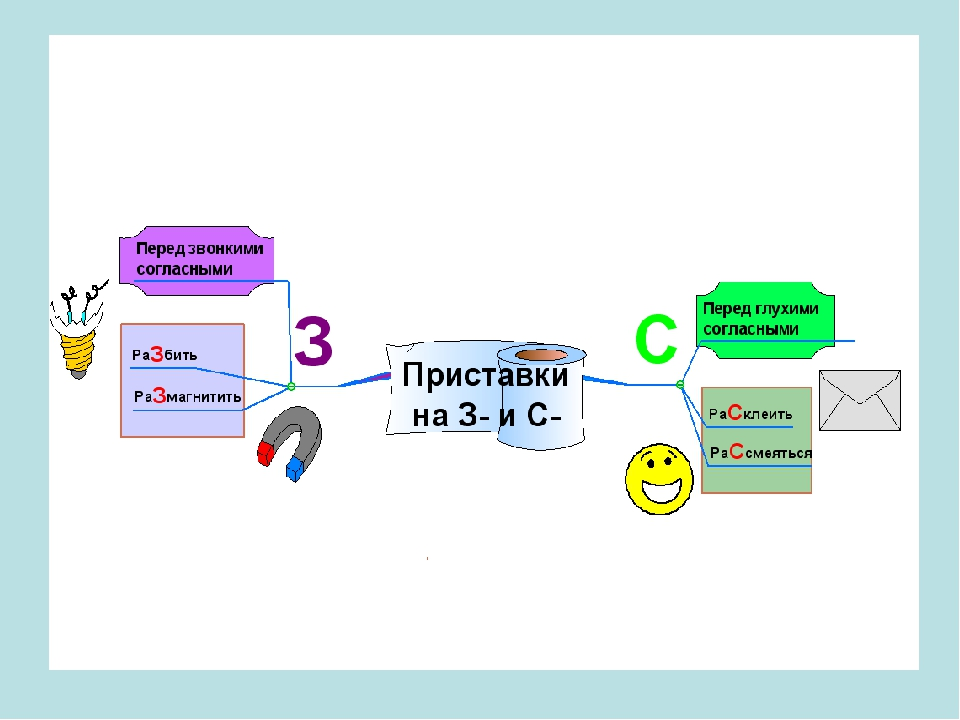 Перед звонкими
согласными
З
РаЗбить
РаЗмагнитить
Приставки
на З- и С-
С
Перед глухими
согласными
РаСклеить
РаСсмеяться